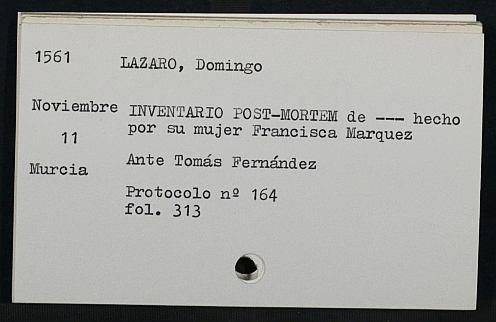 1561 LAZARO, Domingo
Noviembre INVENTARIO POST-MORTEM de --- hecho
11 por su mujer Francisca Marquez
Murcia Ante Tomás Fernández
Protocolo nº 164
fol. 313